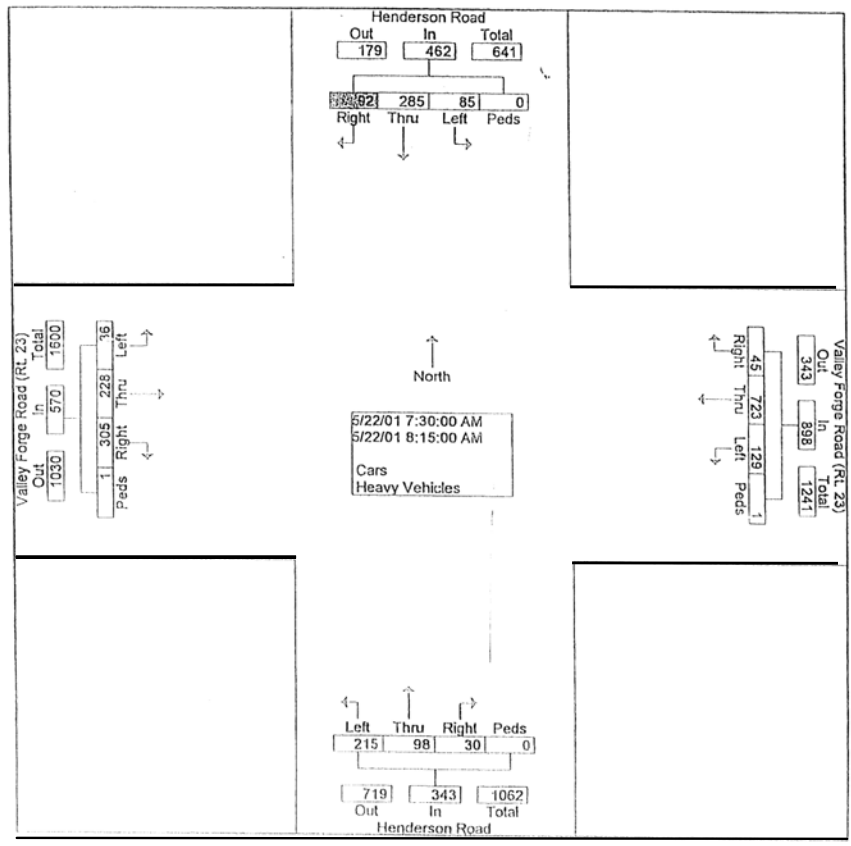 Henderson Road
Out In Total
179 462 641
92 285 85 0
Right Thru Left Peds
Valley Forge Road (Rt. 23)
Total In Out
1600 570 1030
Left Thru Right Peds
228 305 1
North
5/22/01 7:30:00 AM
5/22/01 8:15:00 AM
Cars
Heavy Vehicles
Right Thru Left Peds
45 723 129 1
343 898 1241
Out In Total
Valley Forge Road (Rt. 23)
Left Thru Right Peds
215 98 30 0
719 343 1062
Out In Total
Henderson Road